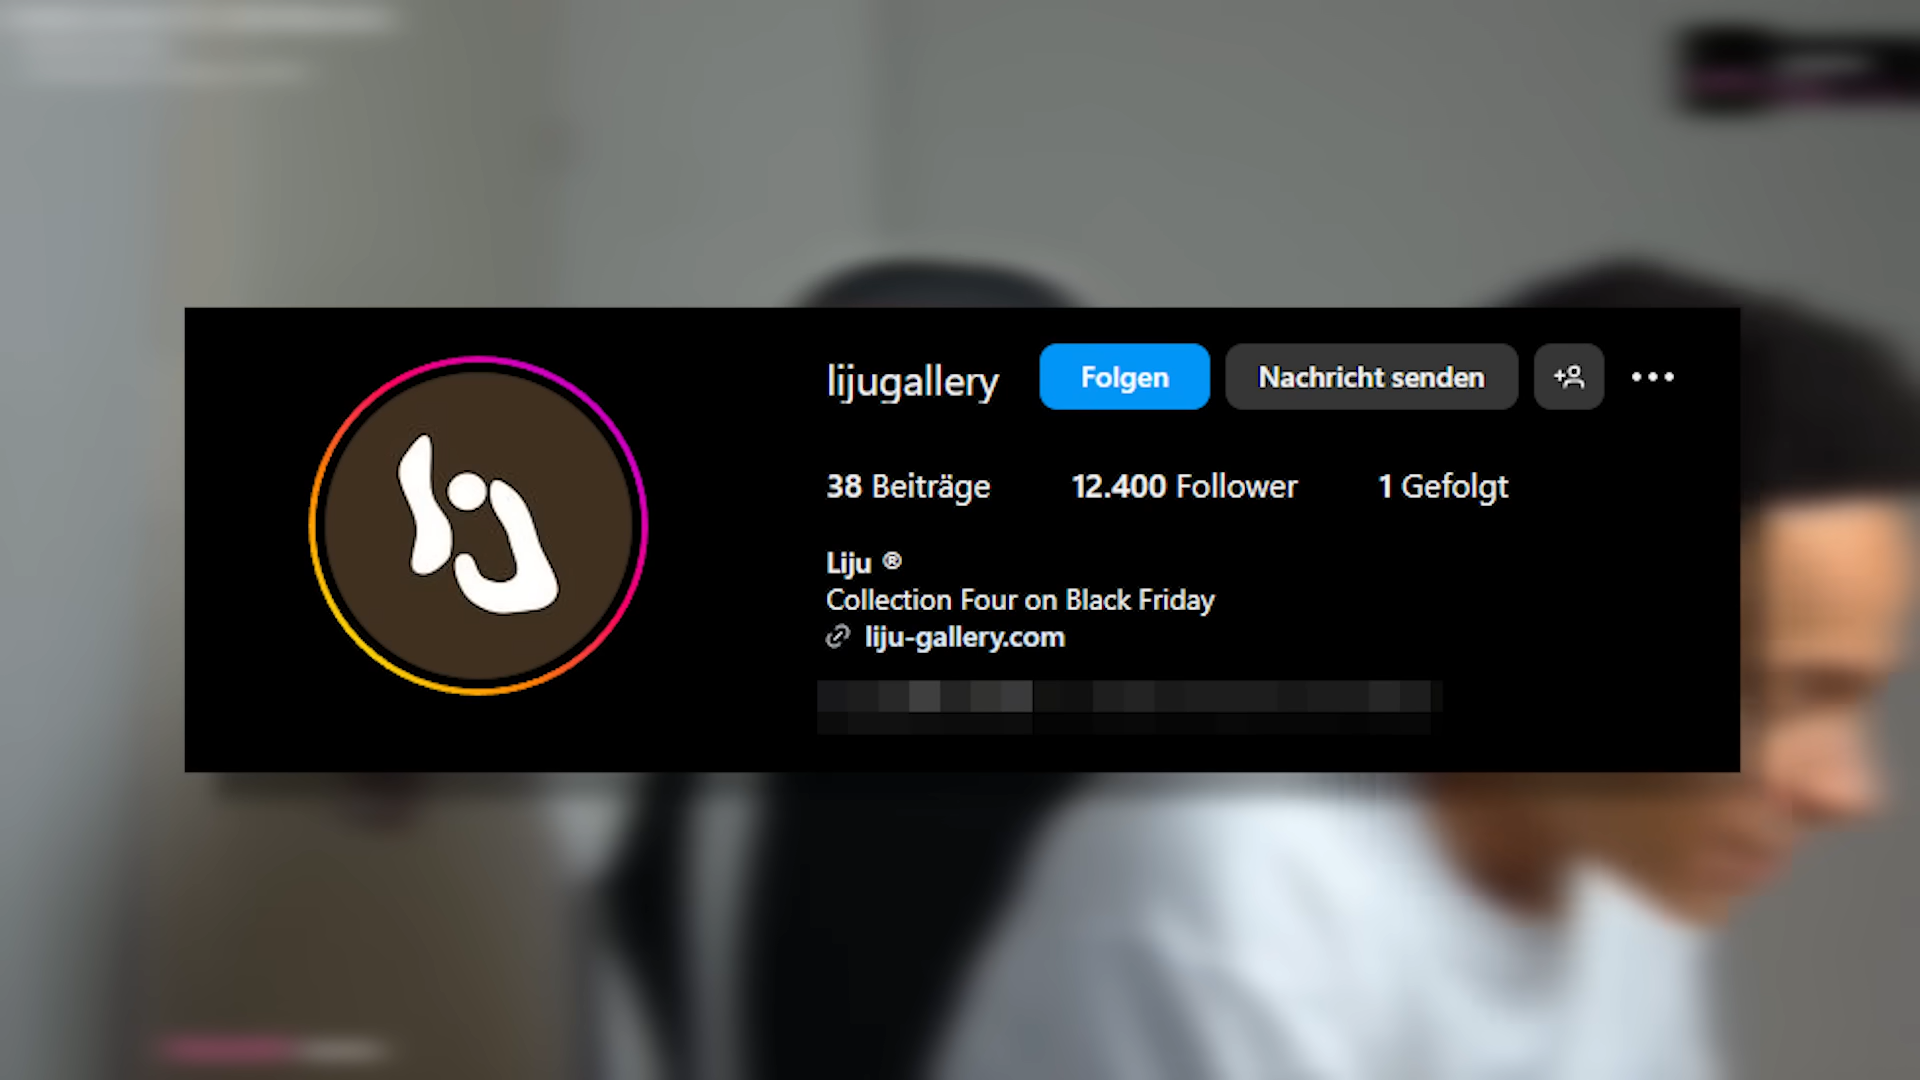 lijugallery Folgen Nachricht senden
38 Beiträge 12.400 Follower 1 Gefolgt
Liju ®
Collection Four on Black Friday
liju-gallery.com